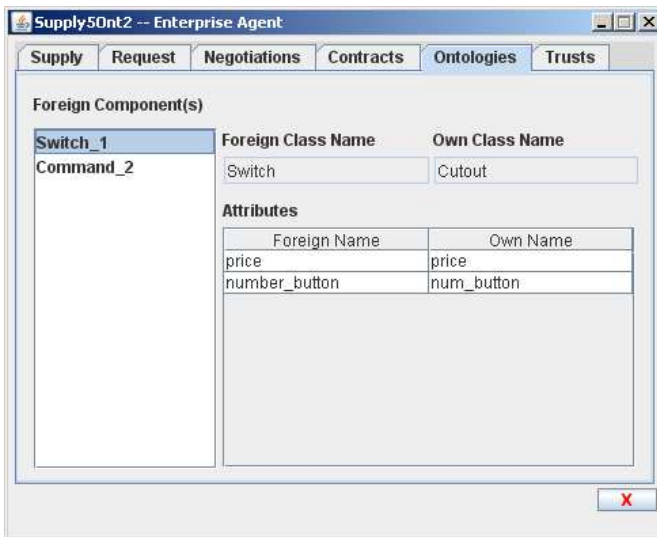 Supply5Ont2 -- Enterprise Agent
Supply Request Negotiations Contracts Ontologies Trusts
Foreign Component(s)
Switch_1
Command_2
Foreign Class Name Own Class Name
Switch Cutout
Attributes
Foreign Name Own Name
price price
number_button num_button
X